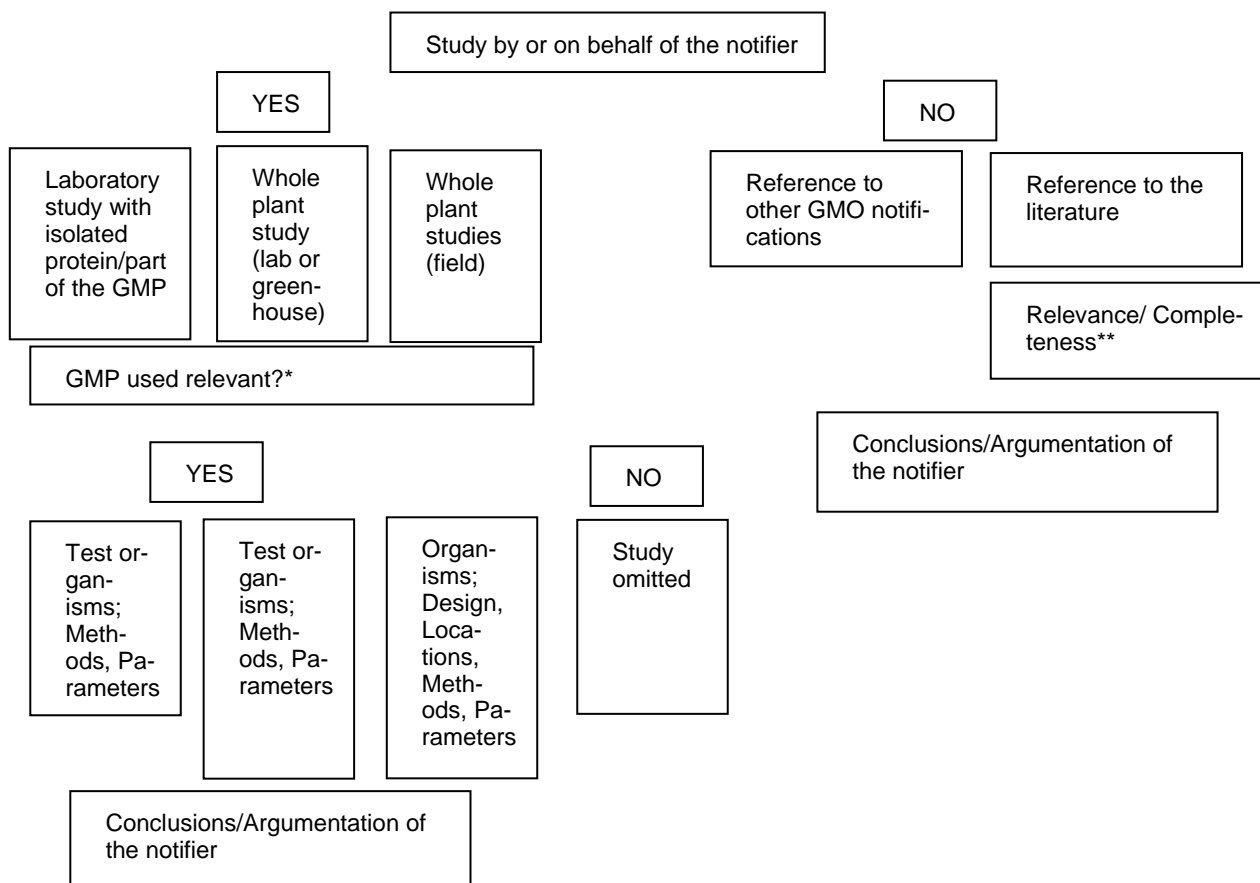 Study by or on behalf of the notifier
YES
NO
Laboratory
study with
isolated
protein/part
of the GMP
Whole
plant
study
(lab or
green-
house)
Whole
plant
studies
(field)
Reference to
other GMO notifi-
cations
Reference to the
literature
Relevance/ Comple-
teness**
GMP used relevant?*
Conclusions/Argumentation of
the notifier
YES
NO
Test or-
gan-
isms;
Meth-
ods, Pa-
rameters
Test or-
gan-
isms;
Meth-
ods, Pa-
rameters
Organ-
isms;
Design,
Loca-
tions,
Meth-
ods, Pa-
rameters
Study
omitted
Conclusions/Argumentation of
the notifier